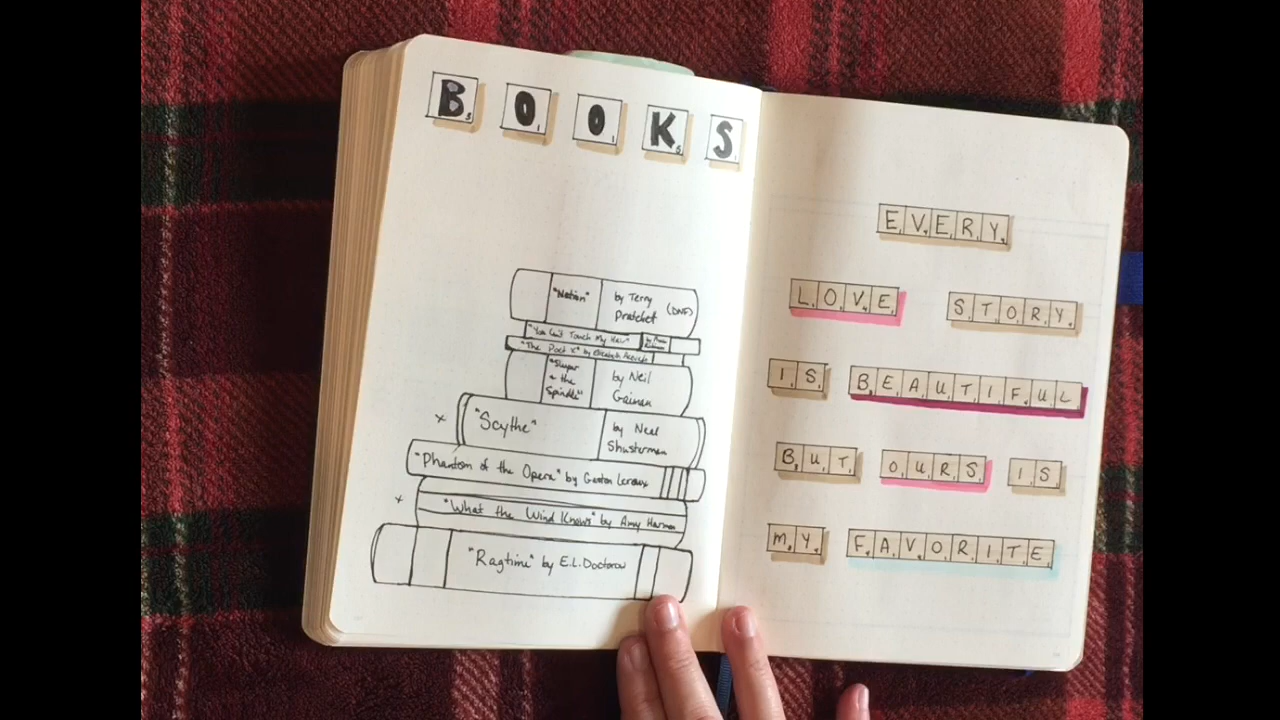 BOOKS
"Nation" by Terry Pratchet (DNF)
"You Can't Touch My Hair" by
"The Poet X" by Elizabeth Acevedo
"Sleeper + the Spindle" by Neil Gaiman
x "Scythe" by Neal Shusterman
"Phantom of the Opera" by Gaston Leroux
x "What the Wind Knows" by Amy Harmon
"Ragtime" by E.L. Doctorow
EVERY
LOVE STORY
IS BEAUTIFUL
BUT OURS IS
MY FAVORITE